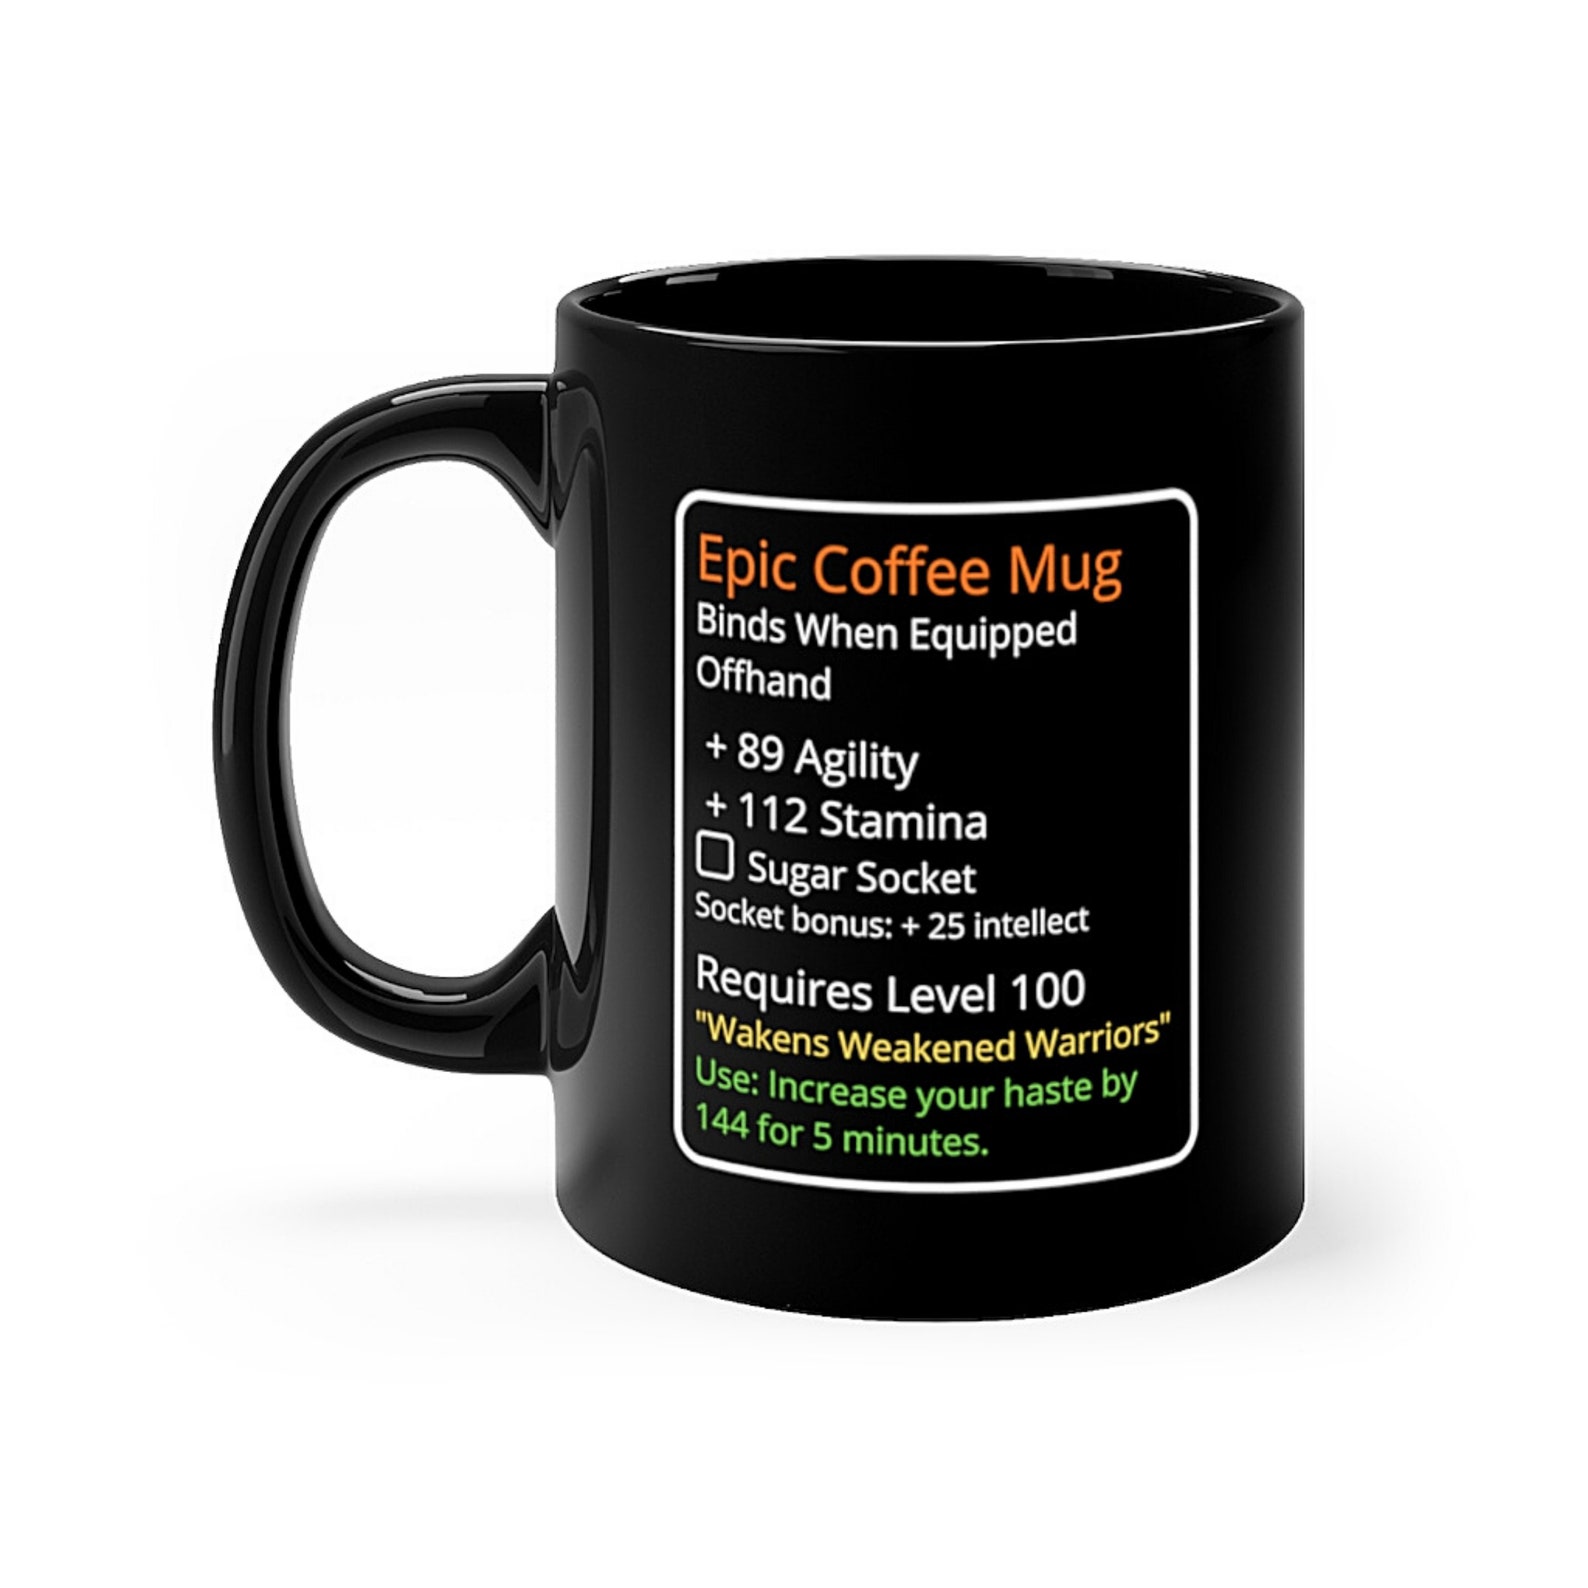 Epic Coffee Mug
Binds When Equipped
Offhand
+ 89 Agility
+ 112 Stamina
Sugar Socket
Socket bonus: + 25 intellect
Requires Level 100
"Wakens Weakened Warriors"
Use: Increase your haste by
144 for 5 minutes.